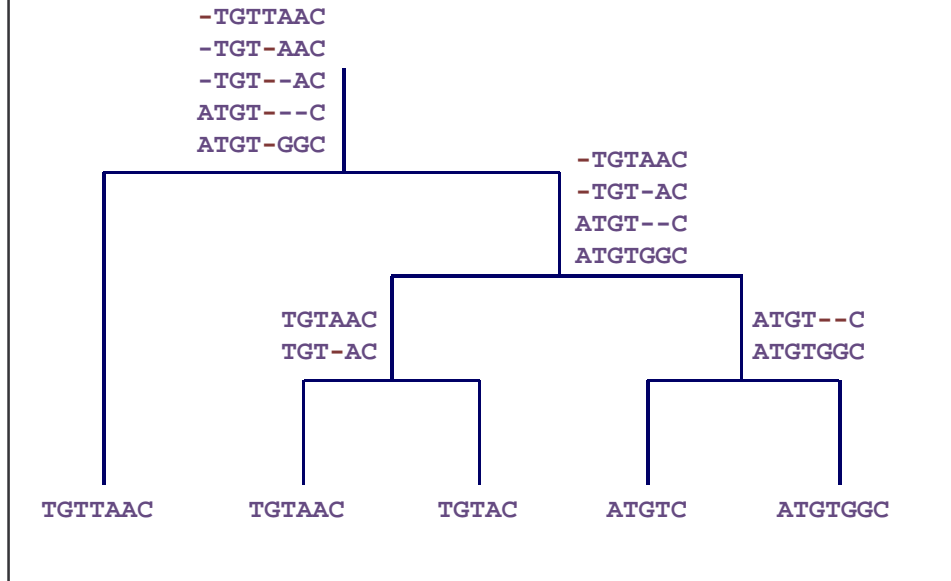 -TGTTAAC
-TGT-AAC
-TGT--AC
ATGT---C
ATGT-GGC
-TGTAAC
-TGT-AC
ATGT--C
ATGTGGC
TGTAAC
TGT-AC
ATGT--C
ATGTGGC
TGTTAAC
TGTAAC
TGTAC
ATGTC
ATGTGGC